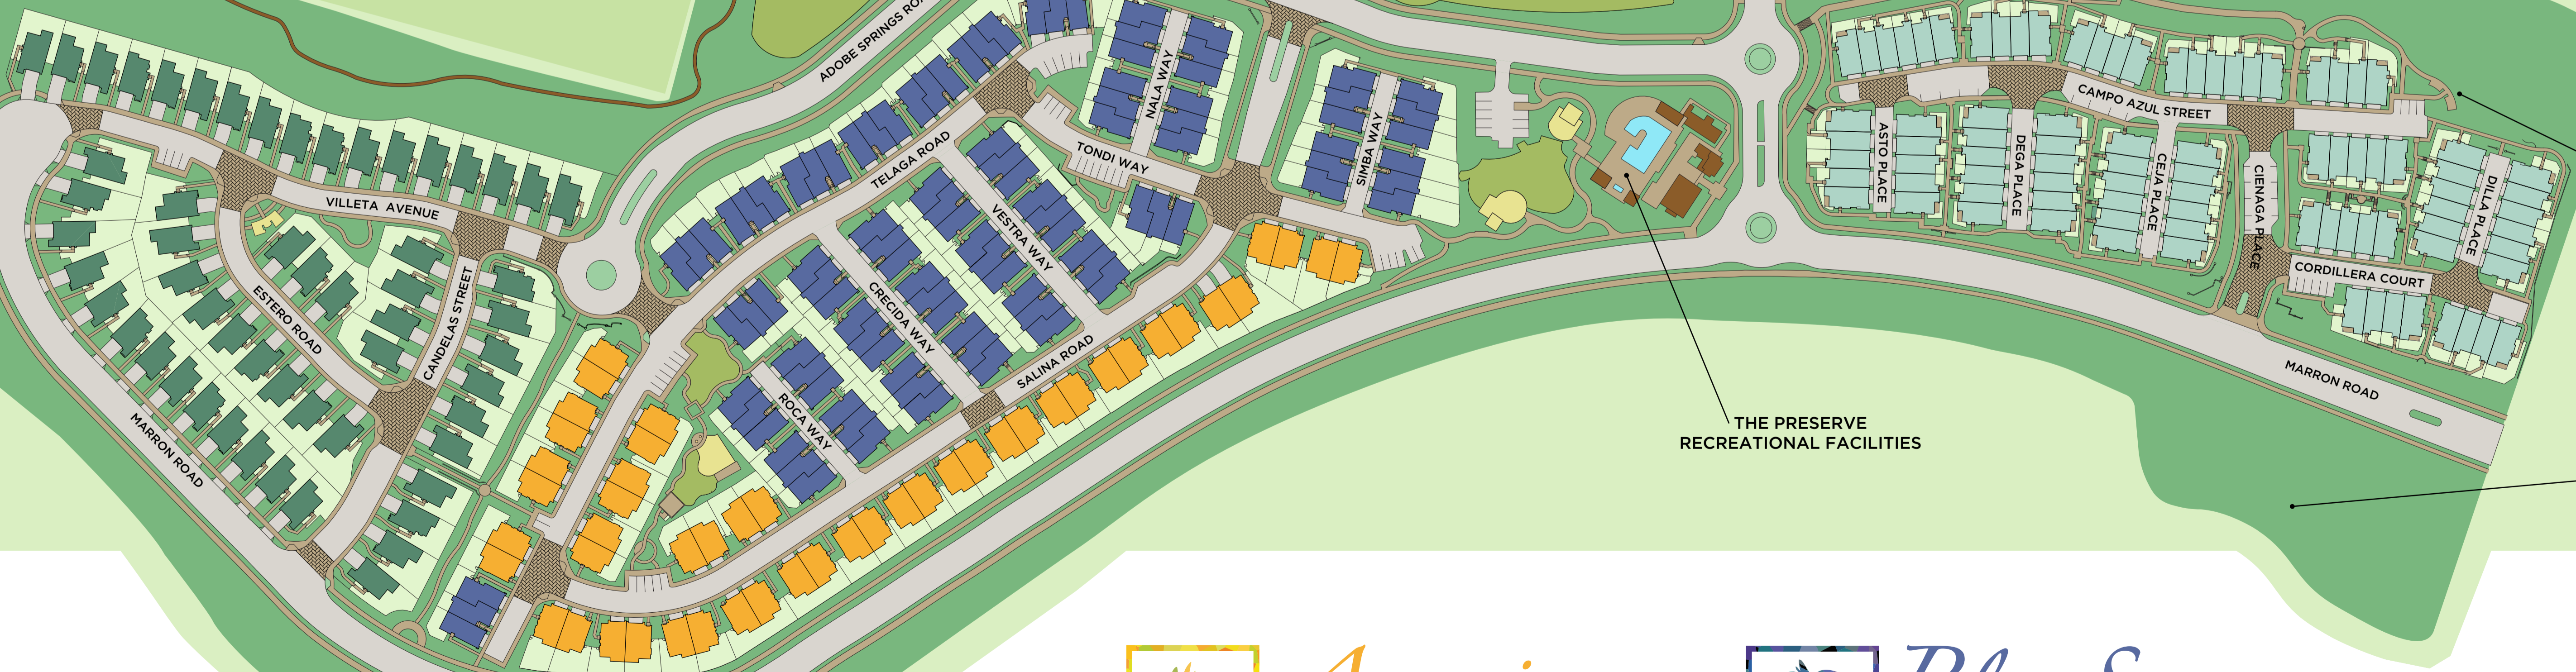 ADOBE SPRINGS
NALA WAY
TONDI WAY
TELAGA ROAD
SIMBA WAY
CAMPO AZUL STREET
ASTO PLACE
DEGA PLACE
CEJA PLACE
CIENAGA PLACE
DILLA PLACE
CORDILLERA COURT
VILLETA AVENUE
VESTRA WAY
ESTERO ROAD
CANDELAS STREET
CRECIDA WAY
SALINA ROAD
ROCA WAY
MARRON ROAD
MARRON ROAD
THE PRESERVE
RECREATIONAL FACILITIES